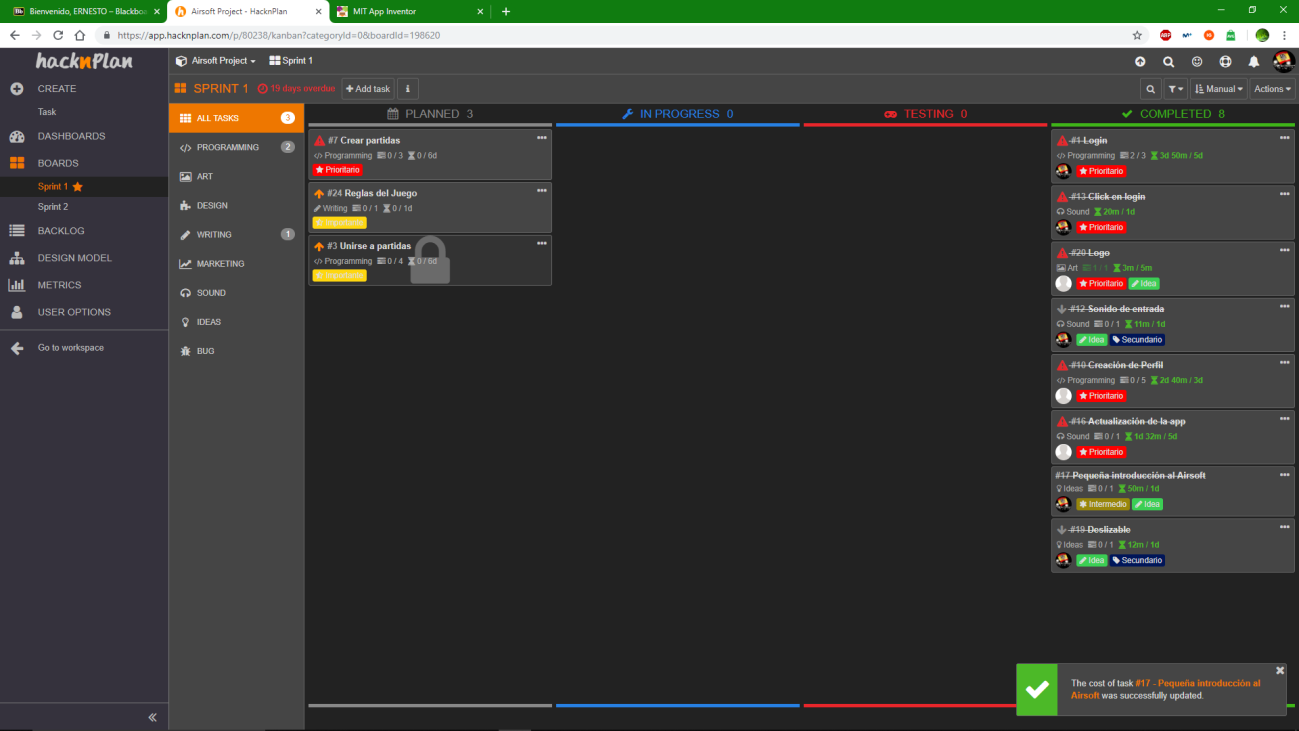 Bienvenido, ERNESTO – Blackboa
Airsoft Project - HacknPlan
MIT App Inventor
https://app.hacknplan.com/p/80238/kanban?categoryId=0&boardId=198620
hacknPlan
Airsoft Project
Sprint 1
CREATE
Task
DASHBOARDS
BOARDS
Sprint 1
Sprint 2
BACKLOG
DESIGN MODEL
METRICS
USER OPTIONS
Go to workspace
SPRINT 1 19 days overdue
Add task
Manual
Actions
ALL TASKS 3
PROGRAMMING 2
ART
DESIGN
WRITING 1
MARKETING
SOUND
IDEAS
BUG
PLANNED 3
#7 Crear partidas
Programming 0 / 3 0 / 6d
Prioritario
#24 Reglas del Juego
Writing 0 / 1 0 / 1d
#3 Unirse a partidas
Programming 0 / 4 0 / 6d
IN PROGRESS 0
TESTING 0
COMPLETED 8
#1 Login
Programming 2 / 3 3d 50m / 5d
Prioritario
#13 Click en login
Sound 20m / 1d
Prioritario
#20 Logo
Art 1 / 1 3m / 5m
Prioritario Idea
#12 Sonido de entrada
Sound 0 / 1 11m / 1d
Idea Secundario
#10 Creación de Perfil
Programming 0 / 5 2d 40m / 3d
Prioritario
#16 Actualización de la app
Sound 0 / 1 1d 32m / 5d
Prioritario
#17 Pequeña introducción al Airsoft
Ideas 0 / 1 50m / 1d
Intermedio Idea
#19 Deslizable
Ideas 0 / 1 12m / 1d
Idea Secundario
The cost of task #17 - Pequeña introducción al
Airsoft was successfully updated.